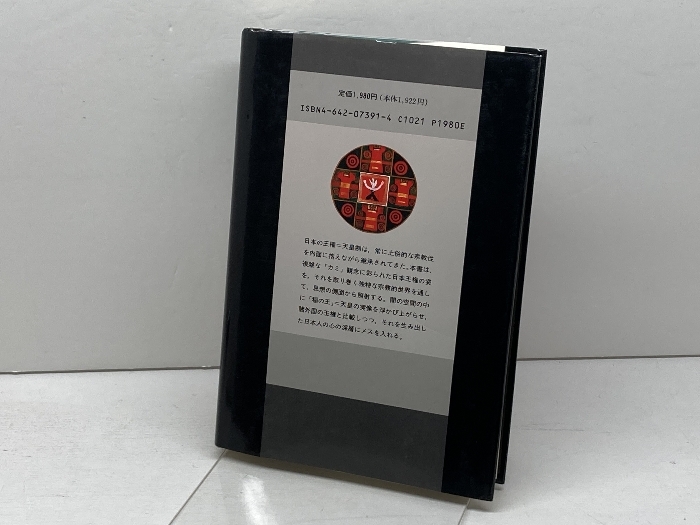 定価1,980円(本体1,922円)
ISBN4-642-07391-4 C1021 P1980E
日本の王権=天皇制は、常に土俗的な宗教性
を内面に抱えながら継承されてきた。本書は、
複雑な「カミ」観念に彩られた日本王権の姿
を、それを取り巻く独特な宗教的世界を通し
て、思想の側面から照射する。闇の空間の中
に「稲の王」=天皇の実像を浮かび上がらせ、
諸外国の王権と比較しつつ、それを生み出し
た日本人の心の深層にメスを入れる。